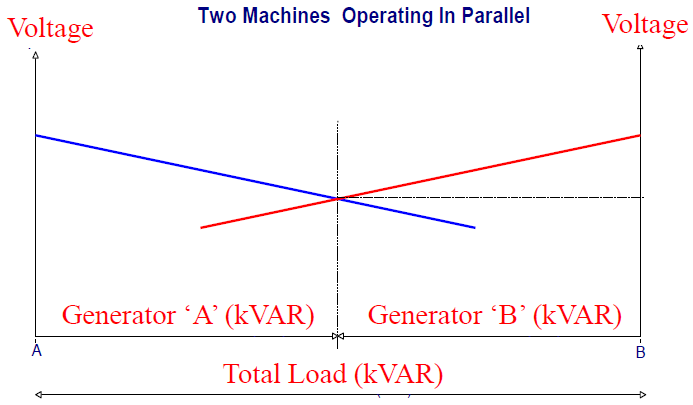 Two Machines Operating In Parallel
Voltage
Voltage
Generator ‘A’ (kVAR)
Generator ‘B’ (kVAR)
A
B
Total Load (kVAR)